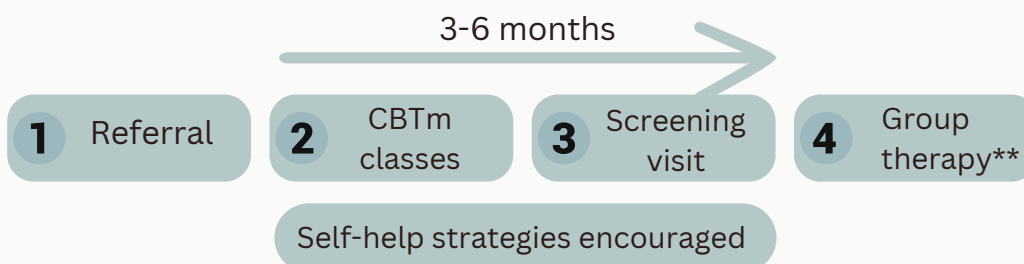 3-6 months
1 Referral
2 CBTm
classes
3 Screening
visit
4 Group
therapy**
Self-help strategies encouraged